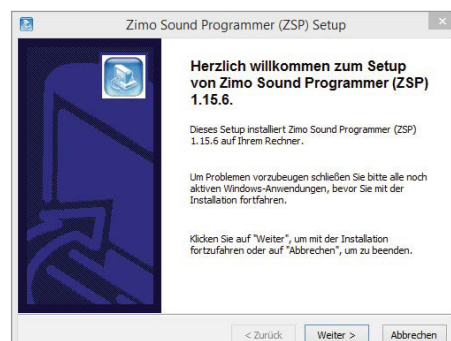 Zimo Sound Programmer (ZSP) Setup
Herzlich willkommen zum Setup
von Zimo Sound Programmer (ZSP)
1.15.6.
Dieses Setup installiert Zimo Sound Programmer (ZSP)
1.15.6 auf Ihrem Rechner.
Um Problemen vorzubeugen schließen Sie bitte alle noch
aktiven Windows-Anwendungen, bevor Sie mit der
Installation fortfahren.
Klicken Sie auf "Weiter", um mit der Installation
fortzufahren oder auf "Abbrechen", um zu beenden.
< Zurück Weiter > Abbrechen